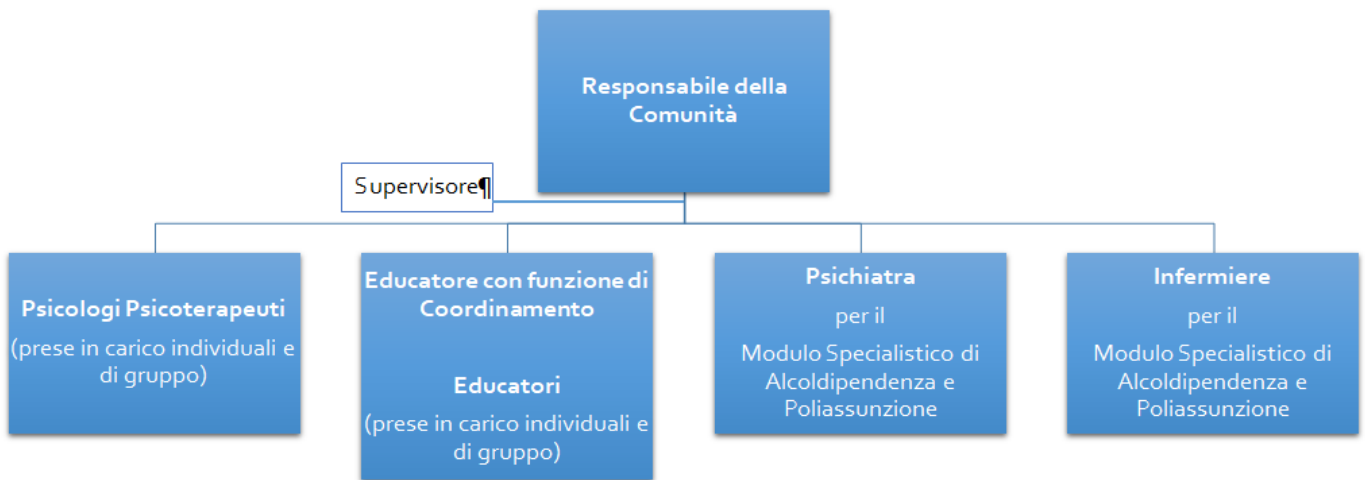 Responsabile della
Comunità
Supervisore¶
Psicologi Psicoterapeuti
(prese in carico individuali e
di gruppo)
Educatore con funzione di
Coordinamento
Educatori
(prese in carico individuali e
di gruppo)
Psichiatra
per il
Modulo Specialistico di
Alcoldipendenza e
Poliassunzione
Infermiere
per il
Modulo Specialistico di
Alcoldipendenza e
Poliassunzione